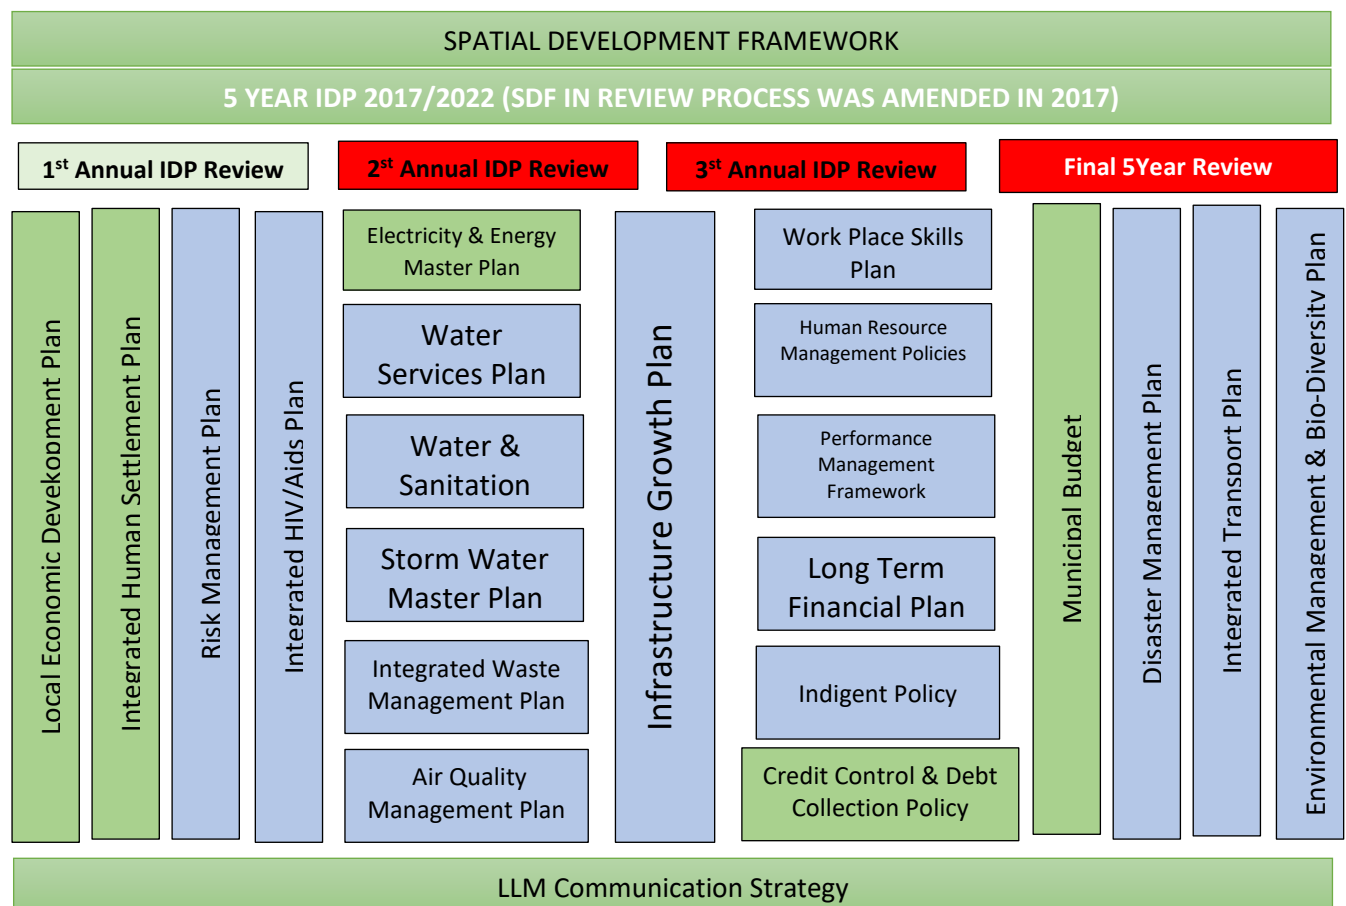 SPATIAL DEVELOPMENT FRAMEWORK
5 YEAR IDP 2017/2022 (SDF IN REVIEW PROCESS WAS AMENDED IN 2017)
1st Annual IDP Review
2st Annual IDP Review
3st Annual IDP Review
Final 5Year Review
Local Economic Devekopment Plan
Integrated Human Settlement Plan
Risk Management Plan
Integrated HIV/Aids Plan
Electricity & Energy
Master Plan
Water
Services Plan
Water &
Sanitation
Storm Water
Master Plan
Integrated Waste
Management Plan
Air Quality
Management Plan
Infrastructure Growth Plan
Work Place Skills
Plan
Human Resource
Management Policies
Performance
Management
Framework
Long Term
Financial Plan
Indigent Policy
Credit Control & Debt
Collection Policy
Municipal Budget
Disaster Management Plan
Integrated Transport Plan
Environmental Management & Bio-Diversity Plan
LLM Communication Strategy